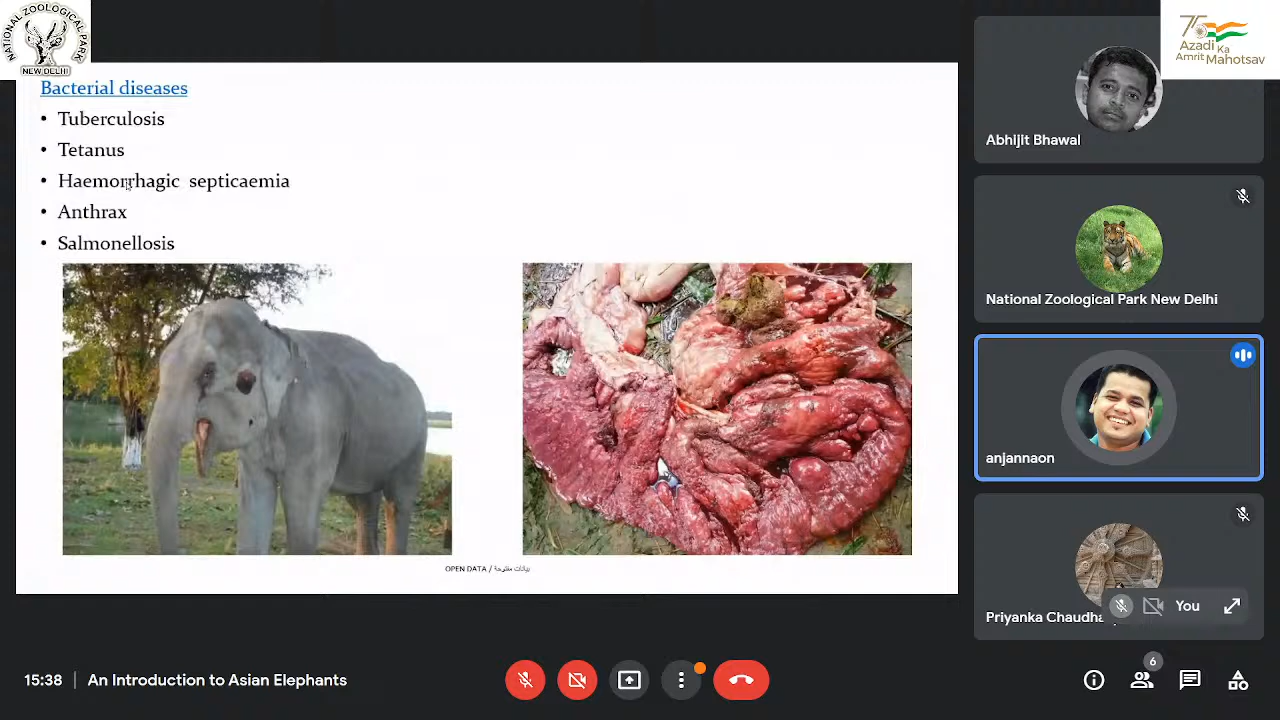 NATIONAL ZOOLOGICAL PARK
NEW DELHI
75
Azadi Ka
Amrit Mahotsav
Bacterial diseases
• Tuberculosis
• Tetanus
• Haemorrhagic septicaemia
• Anthrax
• Salmonellosis
OPEN DATA / بيانات مفتوحة
Abhijit Bhawal
National Zoological Park New Delhi
anjannaon
Priyanka Chaudha
You
15:38 | An Introduction to Asian Elephants
6